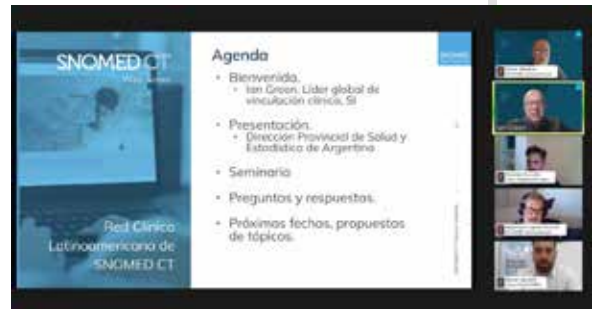 SNOMED CT
Red Clínica
Latinoamericana de
SNOMED CT
Agenda
• Bienvenida.
• Ian Green. Líder global de
vinculación clínica, SI
• Presentación.
• Dirección Provincial de Salud y
Estadística de Argentina
• Seminario
• Preguntas y respuestas.
• Próximas fechas, propuestas
de tópicos.
SNOMED